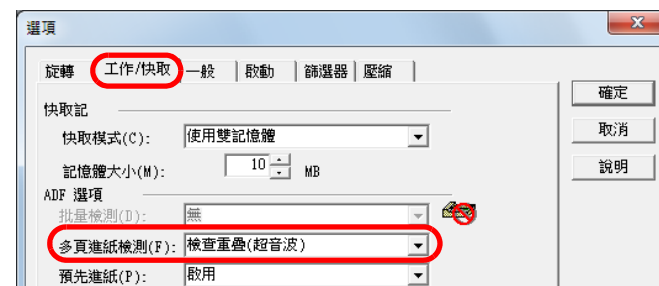 選項
旋轉 工作/快取 一般 啟動 篩選器 壓縮
確定
快取記
取消
快取模式(C): 使用雙記憶體
記憶體大小(M): 10 MB
說明
ADF 選項
批量檢測(D): 無
多頁進紙檢測(F): 檢查重疊(超音波)
預先進紙(P): 啟用